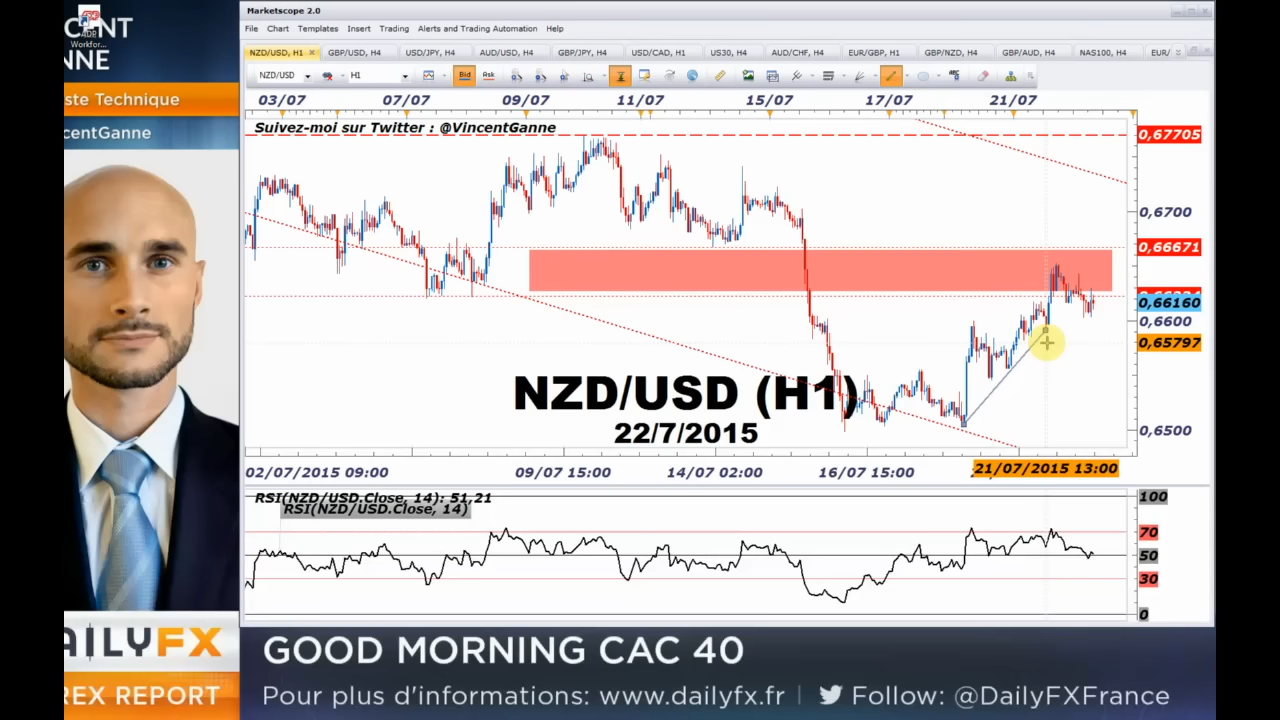 CENT
ADP
Workfor...
NNE
ste Technique
centGanne
Marketscope 2.0
File Chart Templates Insert Trading Alerts and Trading Automation Help
NZD/USD, H1 × GBP/USD, H4 USD/JPY, H4 AUD/USD, H4 GBP/JPY, H4 USD/CAD, H1 US30, H4 AUD/CHF, H4 EUR/GBP, H1 GBP/NZD, H4 GBP/AUD, H4 NAS100, H4 EUR/
NZD/USD H1 Bid Ask
03/07 07/07 09/07 11/07 15/07 17/07 21/07
Suivez-moi sur Twitter : @VincentGanne
0,67705
0,6700
0,66671
0,66160
0,6600
0,65797
0,6500
NZD/USD (H1)
22/7/2015
02/07/2015 09:00 09/07 15:00 14/07 02:00 16/07 15:00 21/07/2015 13:00
RSI(NZD/USD.Close, 14): 51,21
RSI(NZD/USD.Close, 14)
100
70
50
30
0
AILYFX
REX REPORT
GOOD MORNING CAC 40
Pour plus d'informations: www.dailyfx.fr | Follow: @DailyFXFrance